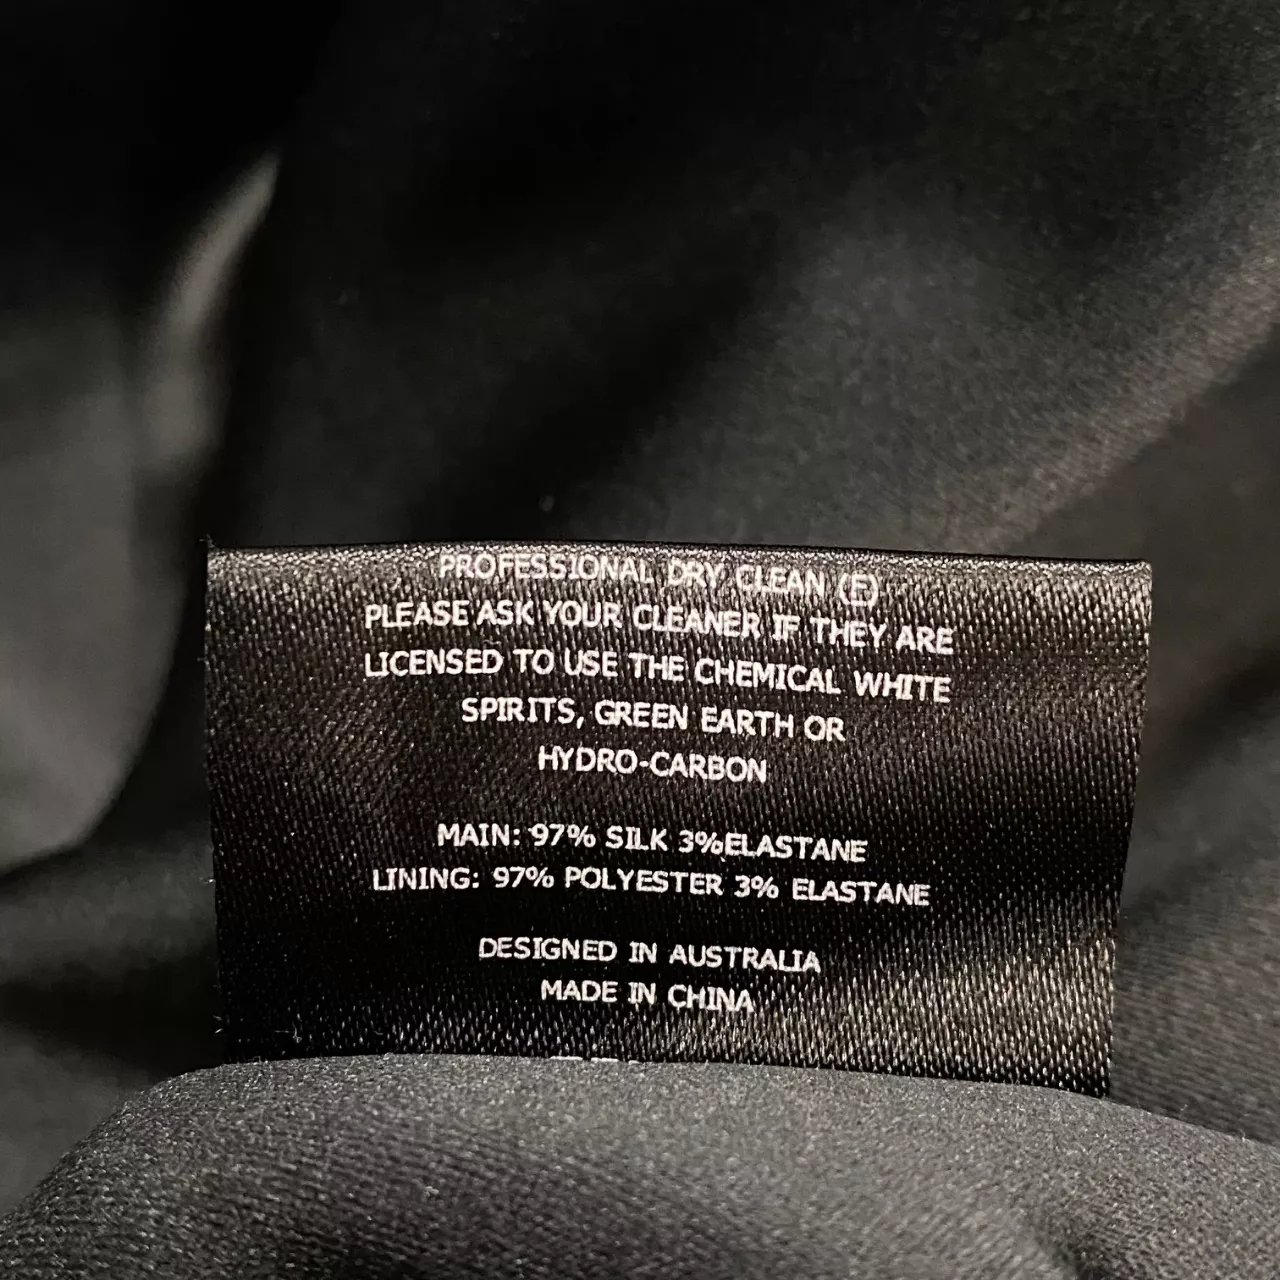 PROFESSIONAL DRY CLEAN (E)
PLEASE ASK YOUR CLEANER IF THEY ARE
LICENSED TO USE THE CHEMICAL WHITE
SPIRITS, GREEN EARTH OR
HYDRO-CARBON
MAIN: 97% SILK 3%ELASTANE
LINING: 97% POLYESTER 3% ELASTANE
DESIGNED IN AUSTRALIA
MADE IN CHINA